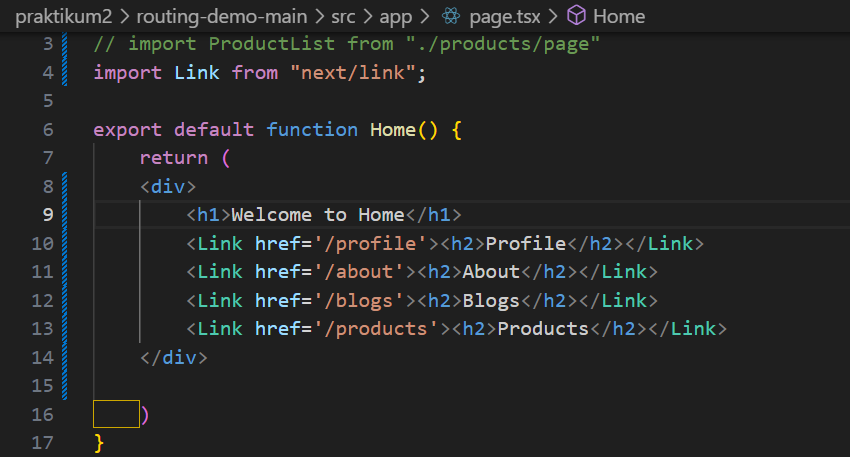 praktikum2 > routing-demo-main > src > app > page.tsx > Home
3 // import ProductList from "./products/page"
4 import Link from "next/link";
5
6 export default function Home() {
7     return (
8     <div>
9         <h1>Welcome to Home</h1>
10         <Link href='/profile'><h2>Profile</h2></Link>
11         <Link href='/about'><h2>About</h2></Link>
12         <Link href='/blogs'><h2>Blogs</h2></Link>
13         <Link href='/products'><h2>Products</h2></Link>
14     </div>
15
16     )
17 }